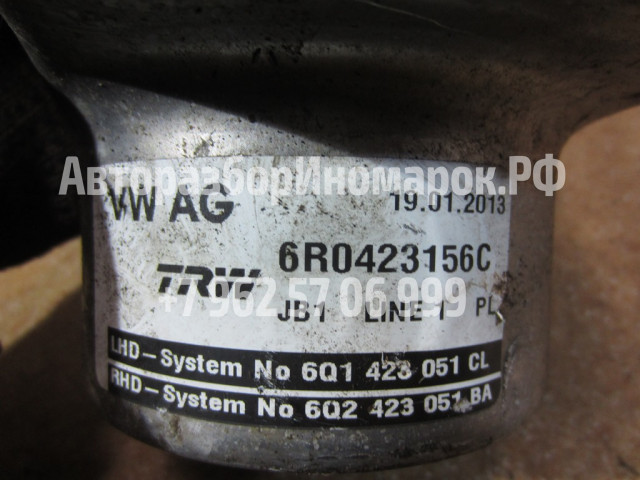 АвторазборИномарок.РФ
VW AG 19.01.2013
TRW 6R0423156C
+7 902 57 06 999
JB1 LINE 1 PL
LHD-System No 6Q1 423 051 CL
RHD-System No 6Q2 423 051 BA